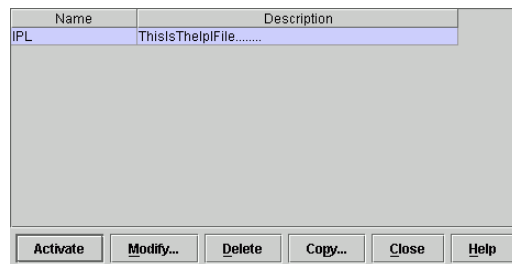 Name Description
IPL ThisIsTheIplFile........
Activate Modify... Delete Copy... Close Help